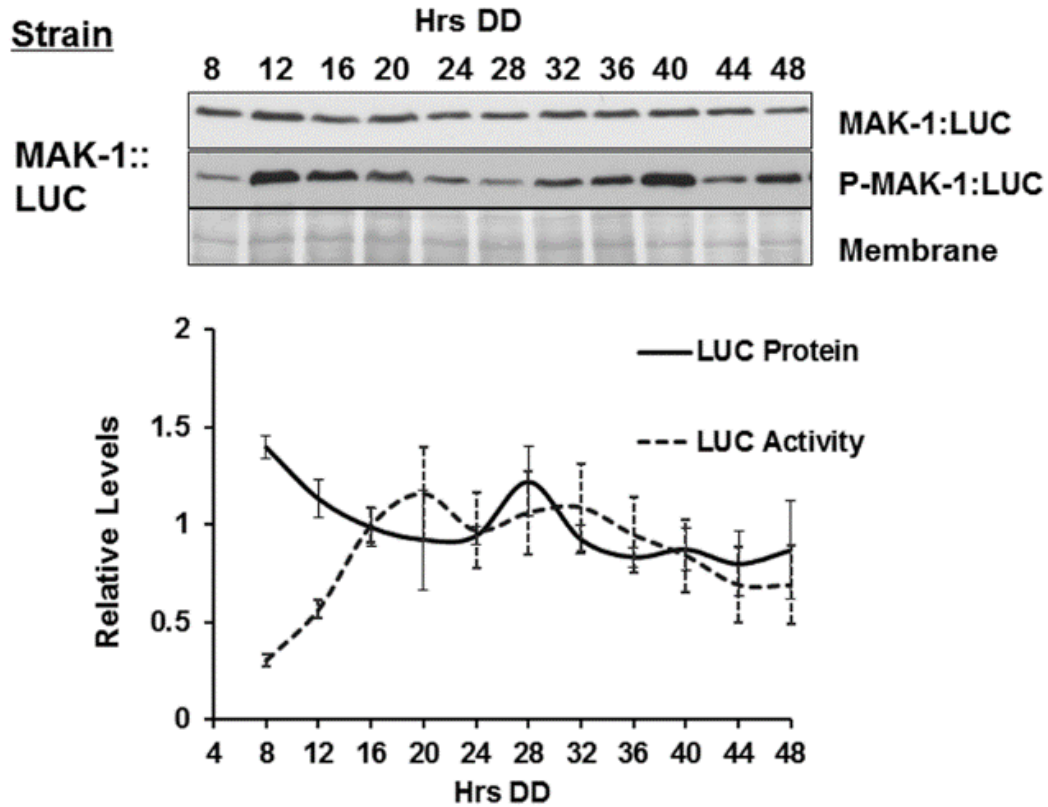 Strain
Hrs DD
8 12 16 20 24 28 32 36 40 44 48
MAK-1::
LUC
MAK-1:LUC
P-MAK-1:LUC
Membrane
2
1.5
1
0.5
0
Relative Levels
LUC Protein
LUC Activity
4 8 12 16 20 24 28 32 36 40 44 48
Hrs DD